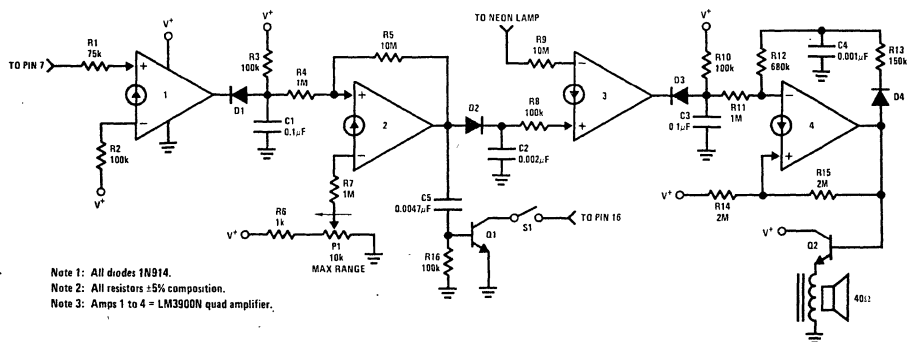 TO PIN 7
R1
75k
V+
+
−
1
R2
100k
V+
D1
V+
R3
100k
C1
0.1μF
R4
1M
R5
10M
+
−
2
R7
1M
V+
R6
1k
P1
10k
MAX RANGE
C5
0.0047μF
R16
100k
Q1
S1
TO PIN 16
D2
C2
0.002μF
R8
100k
TO NEON LAMP
R9
10M
−
+
3
D3
V+
R10
100k
C3
0 1μF
R11
1M
R12
680k
C4
0.001μF
R13
150k
D4
−
+
4
V+
R14
2M
R15
2M
V+
Q2
40Ω
Note 1: All diodes 1N914.
Note 2: All resistors ±5% composition.
Note 3: Amps 1 to 4 = LM3900N quad amplifier.